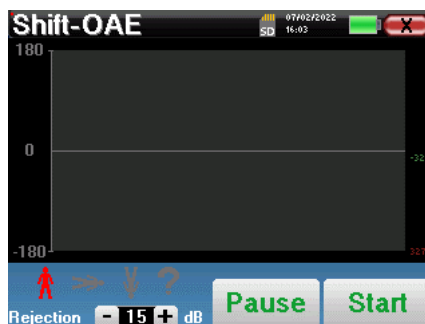 Shift-OAE
SD
07/02/2022
16:03
X
180
0
-32
-180
327
?
Rejection - 15 + dB
Pause
Start